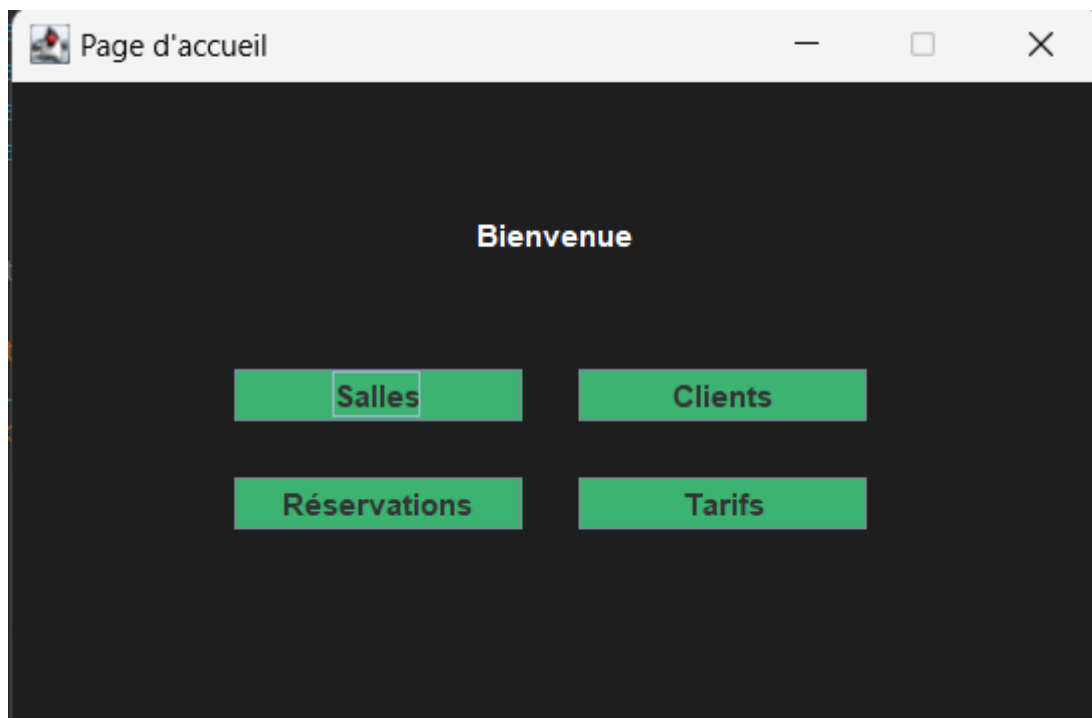 Page d'accueil
Bienvenue
Salles Clients
Réservations Tarifs